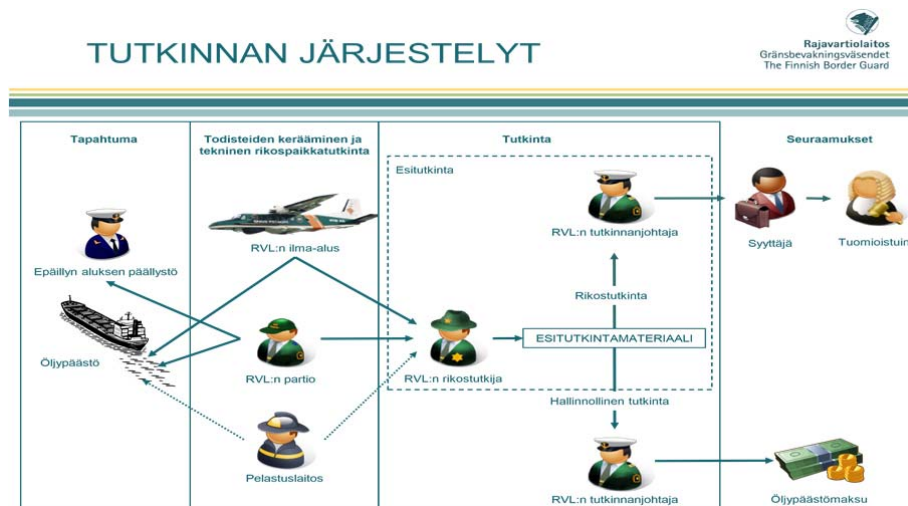 TUTKINNAN JÄRJESTELYT
Rajavartiolaitos
Gränsbevakningsväsendet
The Finnish Border Guard
Tapahtuma
Todisteiden kerääminen ja
tekninen rikospaikkatutkinta
Tutkinta
Seuraamukset
Esitutkinta
Epäillyn aluksen päällystö
RVL:n ilma-alus
RVL:n tutkinnanjohtaja
Syyttäjä
Tuomioistuin
Rikostutkinta
Öljypäästö
RVL:n partio
RVL:n rikostutkija
ESITUTKINTAMATERIAALI
Hallinnollinen tutkinta
Pelastuslaitos
RVL:n tutkinnanjohtaja
Öljypäästömaksu